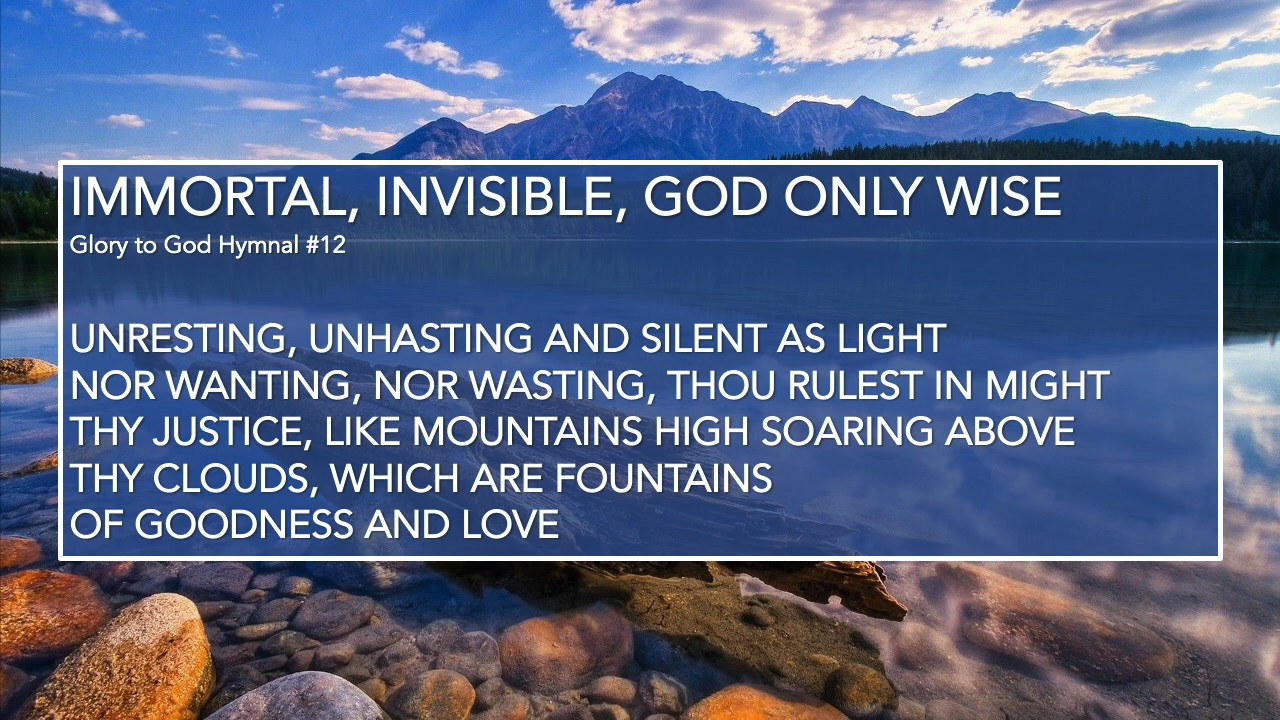 IMMORTAL, INVISIBLE, GOD ONLY WISE
Glory to God Hymnal #12
UNRESTING, UNHASTING AND SILENT AS LIGHT
NOR WANTING, NOR WASTING, THOU RULEST IN MIGHT
THY JUSTICE, LIKE MOUNTAINS HIGH SOARING ABOVE
THY CLOUDS, WHICH ARE FOUNTAINS
OF GOODNESS AND LOVE